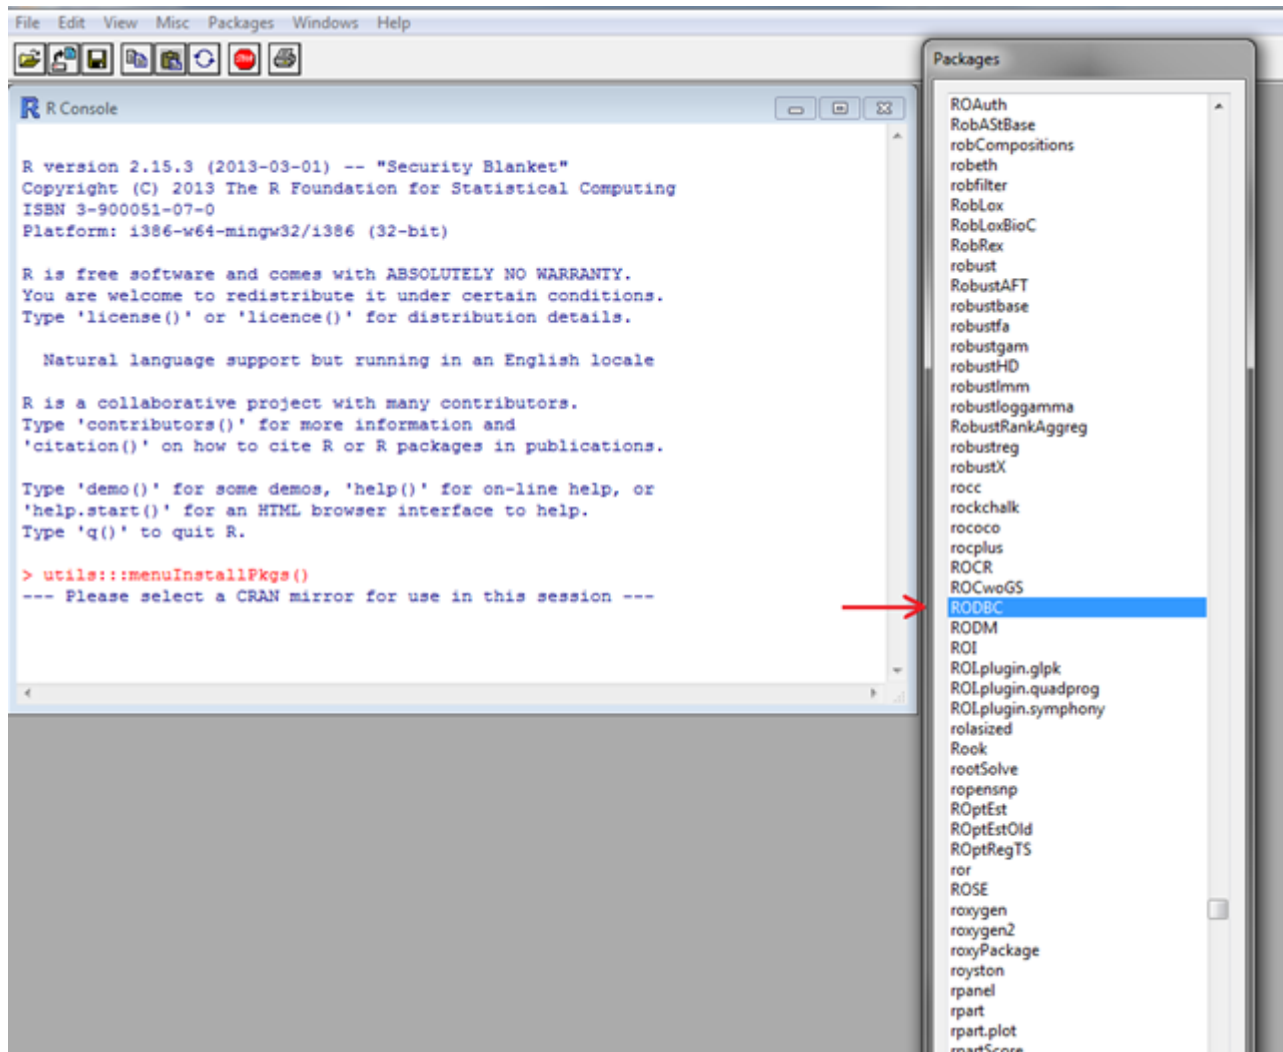 File Edit View Misc Packages Windows Help
R Console
R version 2.15.3 (2013-03-01) -- "Security Blanket"
Copyright (C) 2013 The R Foundation for Statistical Computing
ISBN 3-900051-07-0
Platform: i386-w64-mingw32/i386 (32-bit)
R is free software and comes with ABSOLUTELY NO WARRANTY.
You are welcome to redistribute it under certain conditions.
Type 'license()' or 'licence()' for distribution details.
Natural language support but running in an English locale
R is a collaborative project with many contributors.
Type 'contributors()' for more information and
'citation()' on how to cite R or R packages in publications.
Type 'demo()' for some demos, 'help()' for on-line help, or
'help.start()' for an HTML browser interface to help.
Type 'q()' to quit R.
> utils:::menuInstallPkgs()
--- Please select a CRAN mirror for use in this session ---
Packages
ROAuth
RobAStBase
robCompositions
robeth
robfilter
RobLox
RobLoxBioC
RobRex
robust
RobustAFT
robustbase
robustfa
robustgam
robustHD
robustlmm
robustloggamma
RobustRankAggreg
robustreg
robustX
rocc
rockchalk
rococo
rocplus
ROCR
ROCwoGS
RODBC
RODM
ROI
ROI.plugin.glpk
ROI.plugin.quadprog
ROI.plugin.symphony
rolasized
Rook
rootSolve
ropensnp
ROptEst
ROptEstOld
ROptRegTS
ror
ROSE
roxygen
roxygen2
roxyPackage
royston
rpanel
rpart
rpart.plot
rpartScore